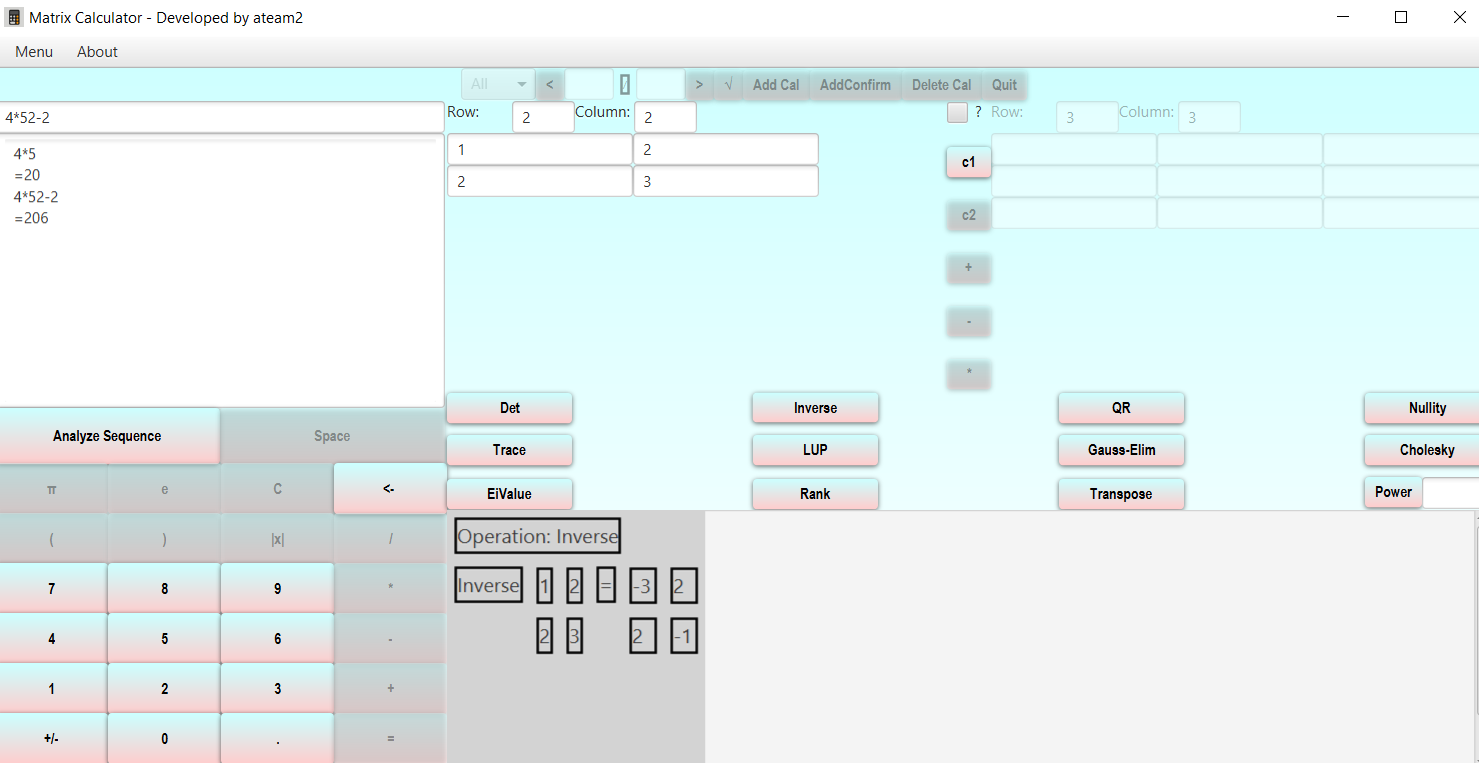 Matrix Calculator - Developed by ateam2
Menu About
All < / > √ Add Cal AddConfirm Delete Cal Quit
4*52-2
Row: 2 Column: 2
? Row: 3 Column: 3
4*5
=20
4*52-2
=206
1 2
2 3
c1
c2
+
-
*
Det Inverse QR Nullity
Trace LUP Gauss-Elim Cholesky
EiValue Rank Transpose Power
Analyze Sequence Space
π e C <-
( ) |x| /
7 8 9 *
4 5 6 -
1 2 3 +
+/- 0 . =
Operation: Inverse
Inverse 1 2 = -3 2
2 3 2 -1